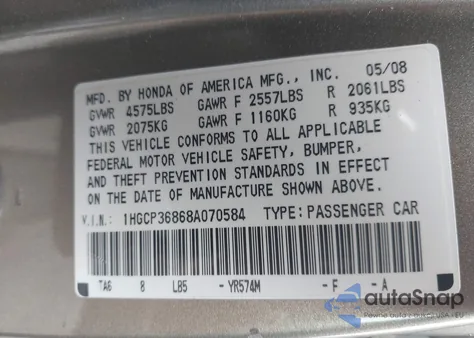 MFD. BY HONDA OF AMERICA MFG., INC. 05/08
GVWR 4575LBS GAWR F 2557LBS R 2061LBS
GVWR 2075KG GAWR F 1160KG R 935KG
THIS VEHICLE CONFORMS TO ALL APPLICABLE
FEDERAL MOTOR VEHICLE SAFETY, BUMPER,
AND THEFT PREVENTION STANDARDS IN EFFECT
ON THE DATE OF MANUFACTURE SHOWN ABOVE.
V.I.N.: 1HGCP36868A070584 TYPE: PASSENGER CAR
TA6 8 LB5 - YR574M - F - A
autoSnap